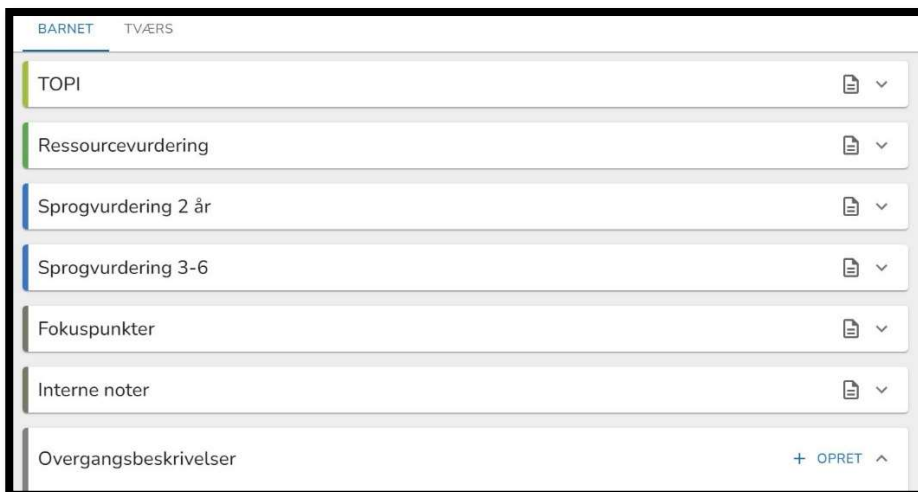 BARNET TVÆRS
TOPI
Ressourcevurdering
Sprogvurdering 2 år
Sprogvurdering 3-6
Fokuspunkter
Interne noter
Overgangsbeskrivelser + OPRET